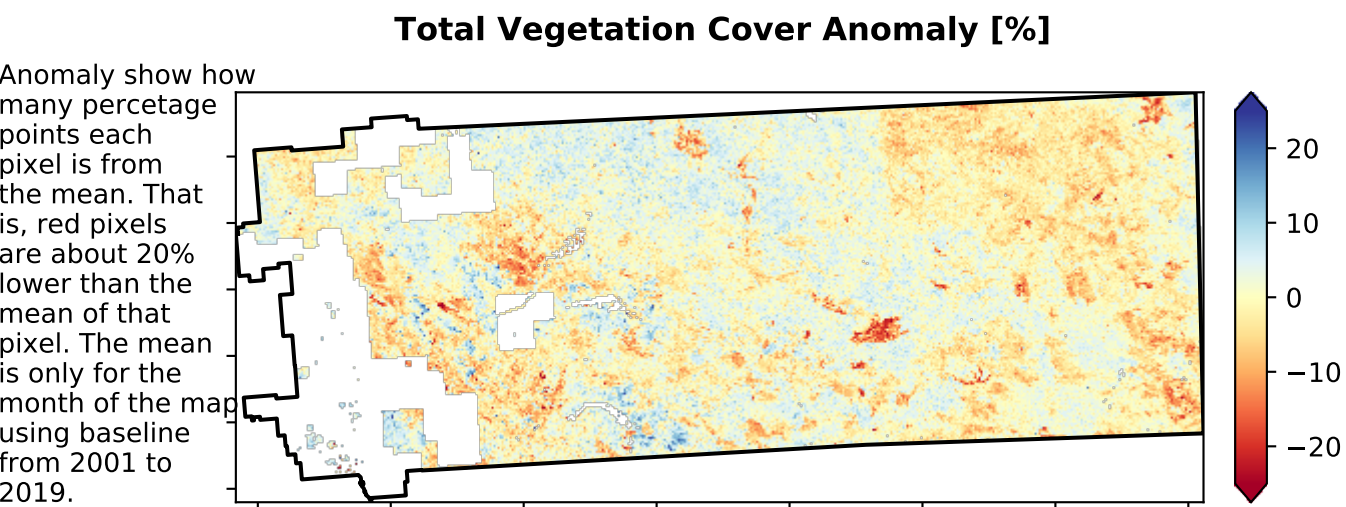 Total Vegetation Cover Anomaly [%]
Anomaly show how
many percetage
points each
pixel is from
the mean. That
is, red pixels
are about 20%
lower than the
mean of that
pixel. The mean
is only for the
month of the map
using baseline
from 2001 to
2019.
20
10
0
−10
−20